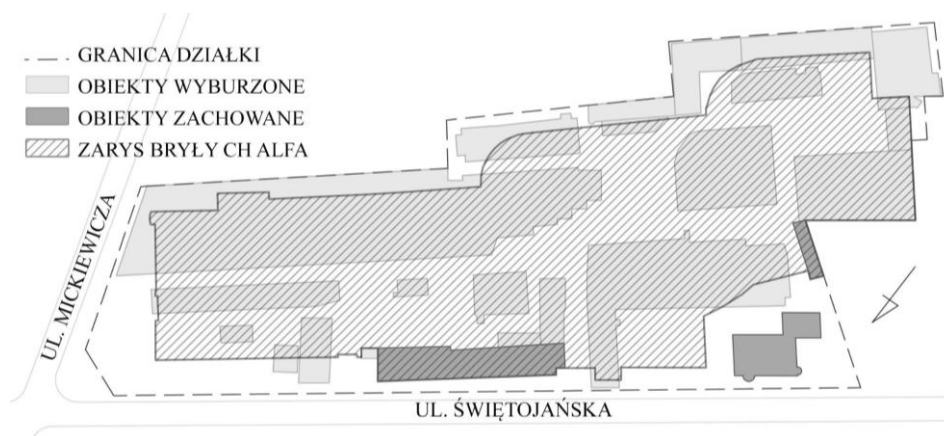 GRANICA DZIAŁKI
OBIEKTY WYBURZONE
OBIEKTY ZACHOWANE
ZARYS BRYŁY CH ALFA
UL. MICKIEWICZA
UL. ŚWIĘTOJAŃSKA